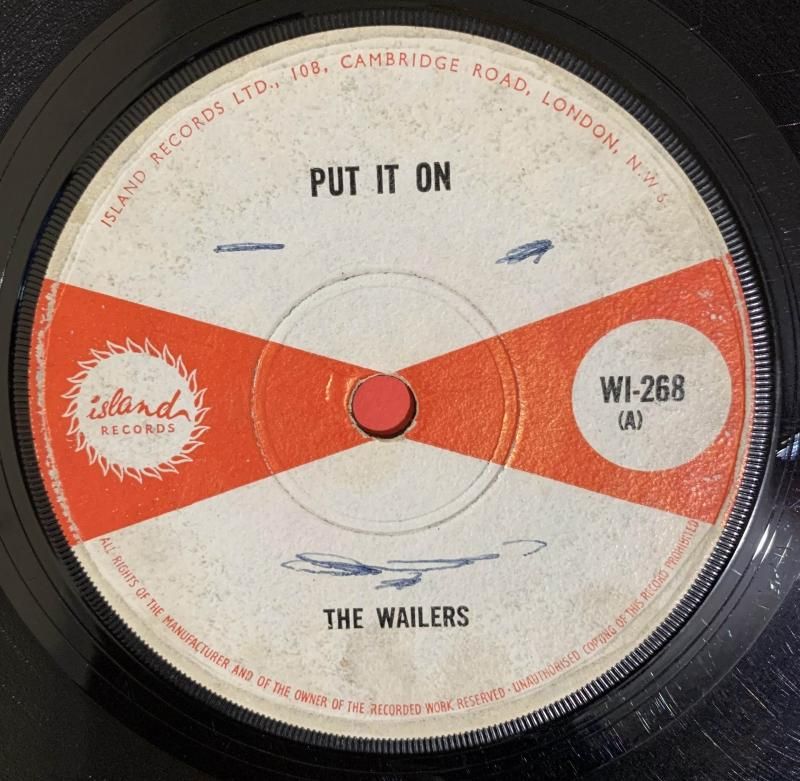 ISLAND RECORDS LTD., 108, CAMBRIDGE ROAD, LONDON, N.W 6.
PUT IT ON
island
RECORDS
WI-268
(A)
THE WAILERS
ALL RIGHTS OF THE MANUFACTURER AND OF THE OWNER OF THE RECORDED WORK RESERVED · UNAUTHORISED COPYING OF THIS RECORD PROHIBITED